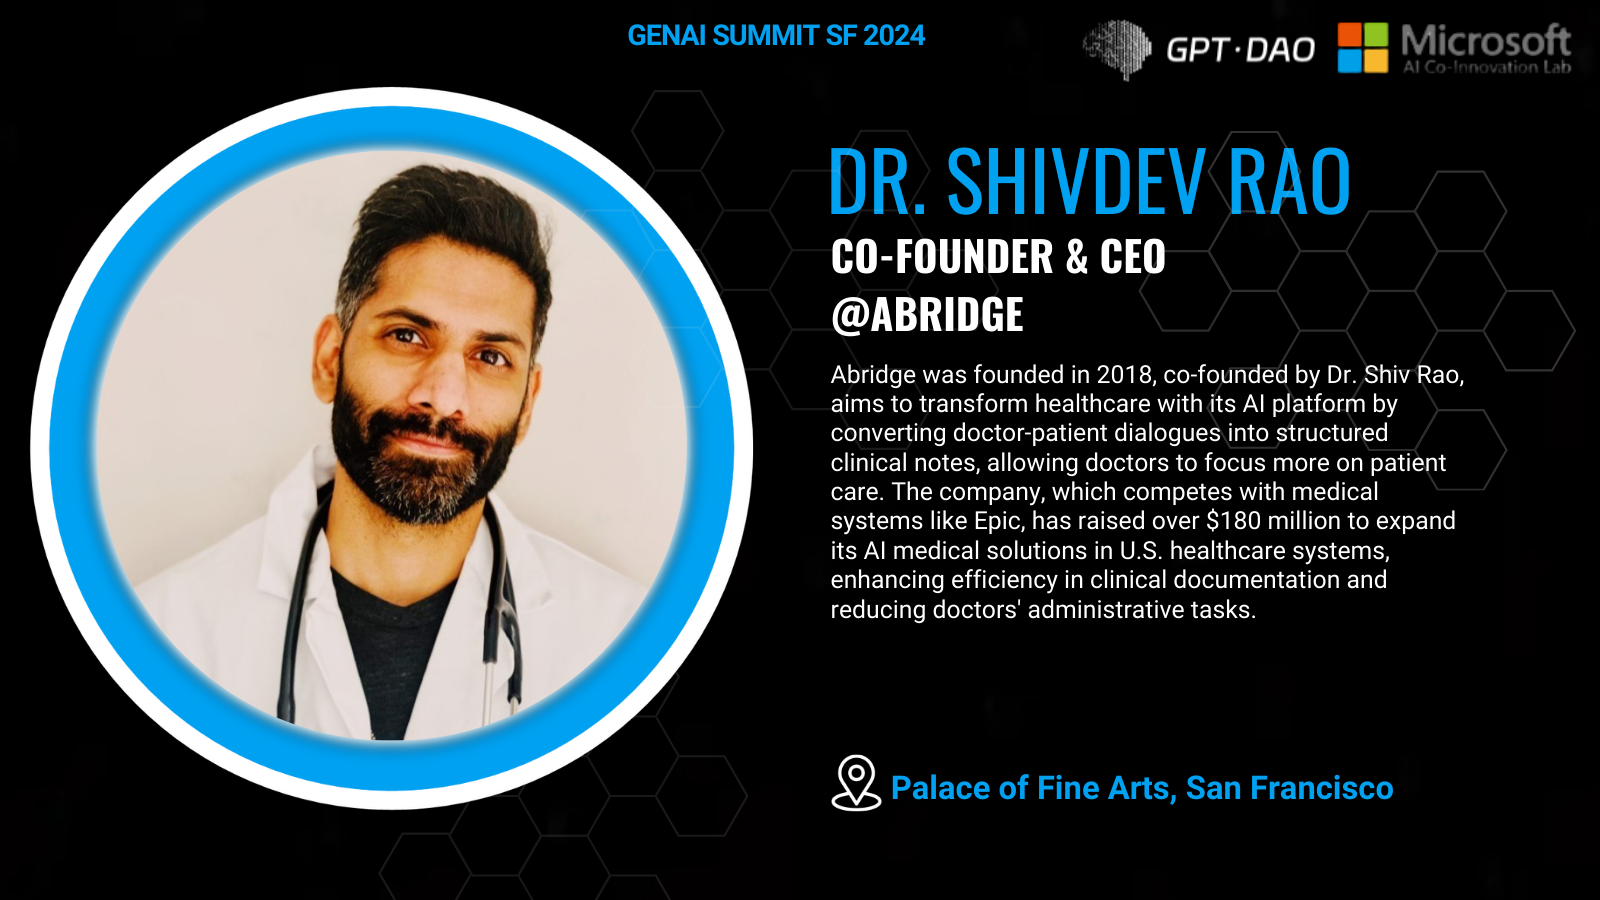 GENAI SUMMIT SF 2024
GPT·DAO
Microsoft
AI Co-Innovation Lab
DR. SHIVDEV RAO
CO-FOUNDER & CEO
@ABRIDGE
Abridge was founded in 2018, co-founded by Dr. Shiv Rao,
aims to transform healthcare with its AI platform by
converting doctor-patient dialogues into structured
clinical notes, allowing doctors to focus more on patient
care. The company, which competes with medical
systems like Epic, has raised over $180 million to expand
its AI medical solutions in U.S. healthcare systems,
enhancing efficiency in clinical documentation and
reducing doctors' administrative tasks.
Palace of Fine Arts, San Francisco